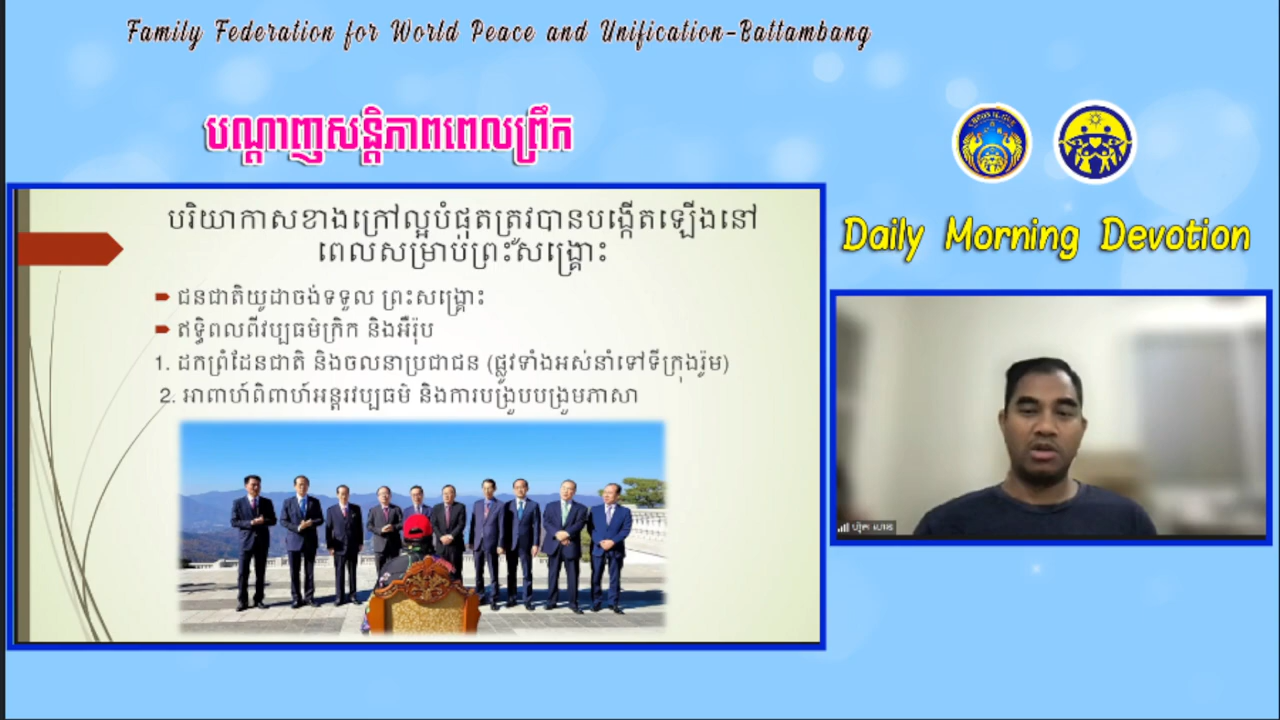 Family Federation for World Peace and Unification-Battambang
បណ្តាញសន្តិភាពពេលព្រឹក
Daily Morning Devotion
បរិយាកាសខាងក្រៅល្អបំផុតត្រូវបានបង្កើតឡើងនៅ
ពេលសម្រាប់ព្រះសង្គ្រោះ
ជនជាតិយូដាចង់ទទួល ព្រះសង្គ្រោះ
ឥទ្ធិពលពីវប្បធម៌ក្រិក និងអឺរ៉ុប
1. ដកព្រំដែនជាតិ និងចលនាប្រជាជន (ផ្លូវទាំងអស់នាំទៅទីក្រុងរ៉ូម)
2. អាពាហ៍ពិពាហ៍អន្តរវប្បធម៌ និងការបង្រួបបង្រួមភាសា